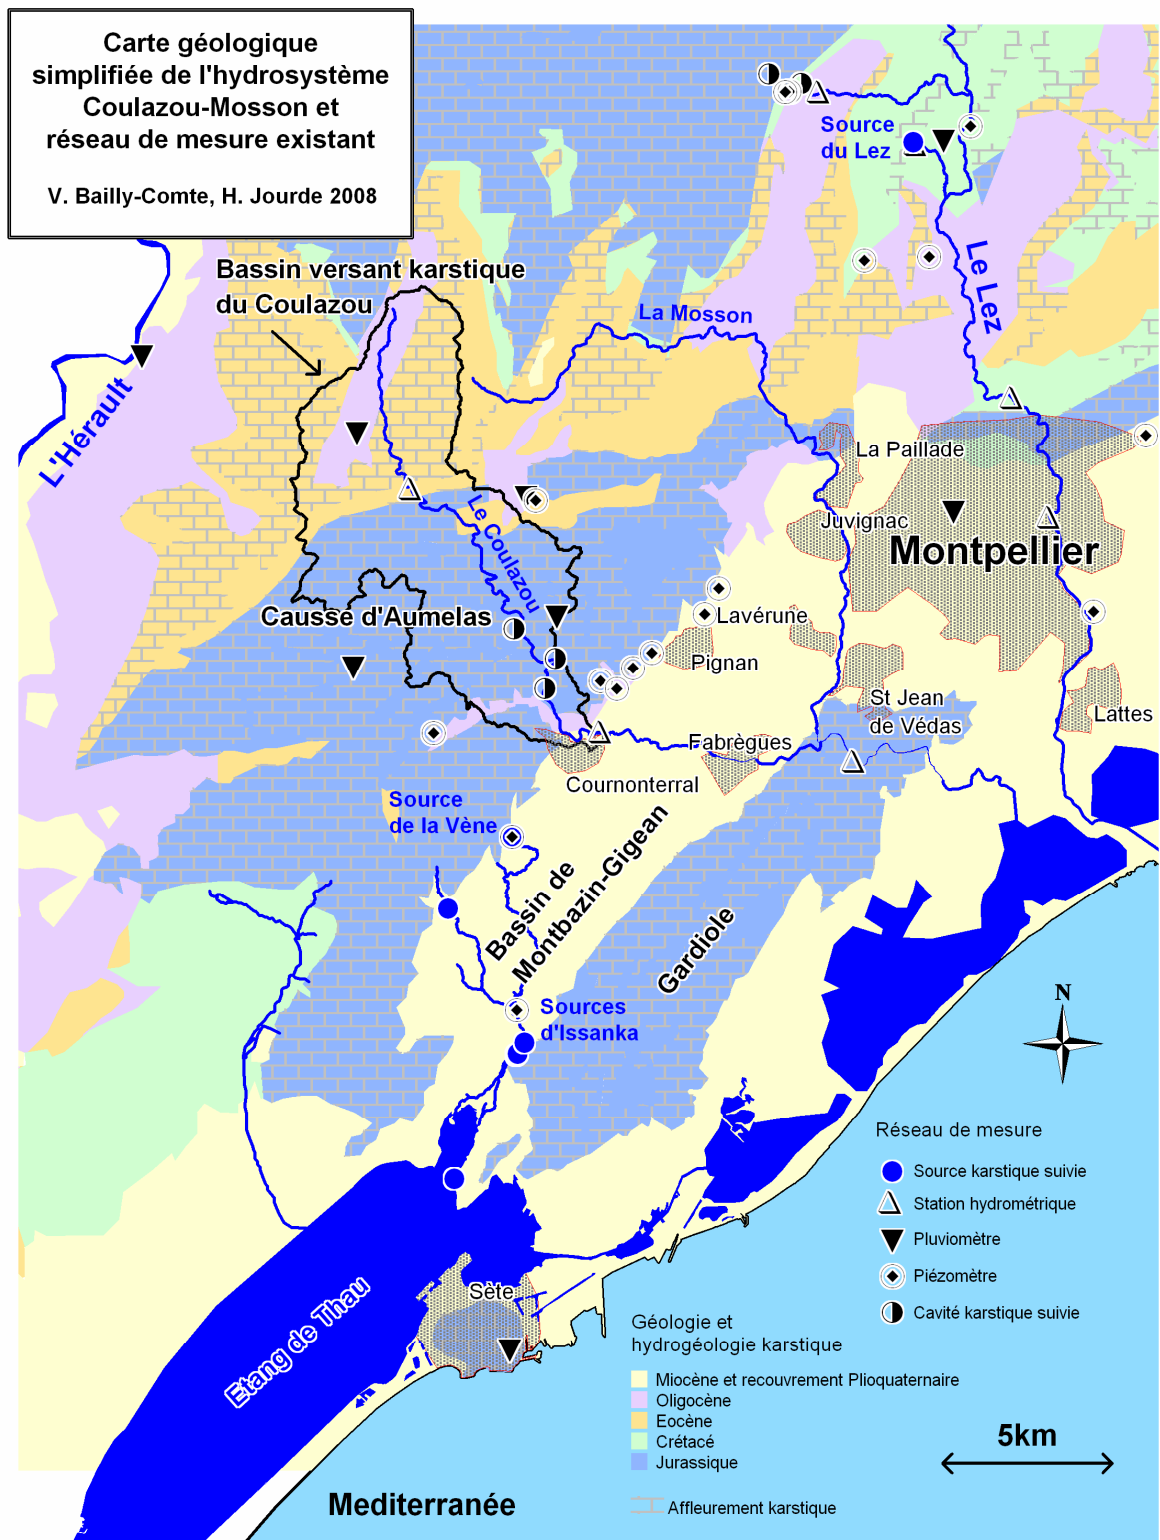 Carte géologique
simplifiée de l'hydrosystème
Coulazou-Mosson et
réseau de mesure existant
V. Bailly-Comte, H. Jourde 2008
Source
du Lez
Bassin versant karstique
du Coulazou
La Mosson
Le Lez
L'Hérault
La Paillade
Le Coulazou
Juvignac
Montpellier
Causse d'Aumelas
Lavérune
Pignan
St Jean
de Védas
Lattes
Fabrègues
Cournonterral
Source
de la Vène
Bassin de
Montbazin-Gigean
Gardiole
Sources
d'Issanka
N
Réseau de mesure
Source karstique suivie
Station hydrométrique
Pluviomètre
Piézomètre
Cavité karstique suivie
Sète
Etang de Thau
Géologie et
hydrogéologie karstique
Miocène et recouvrement Plioquaternaire
Oligocène
Eocène
Crétacé
Jurassique
Affleurement karstique
5km
Mediterranée